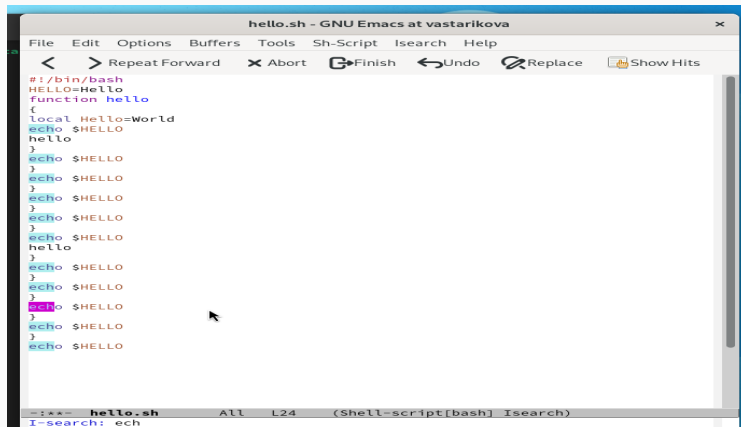 hello.sh - GNU Emacs at vastarikova
File Edit Options Buffers Tools Sh-Script Isearch Help
Repeat Forward Abort Finish Undo Replace Show Hits
#!/bin/bash
HELLO=Hello
function hello
{
local Hello=World
echo $HELLO
hello
}
echo $HELLO
}
echo $HELLO
}
echo $HELLO
}
echo $HELLO
}
echo $HELLO
hello
}
echo $HELLO
}
echo $HELLO
}
echo $HELLO
}
echo $HELLO
}
echo $HELLO
-:**- hello.sh All L24 (Shell-script[bash] Isearch)
I-search: ech